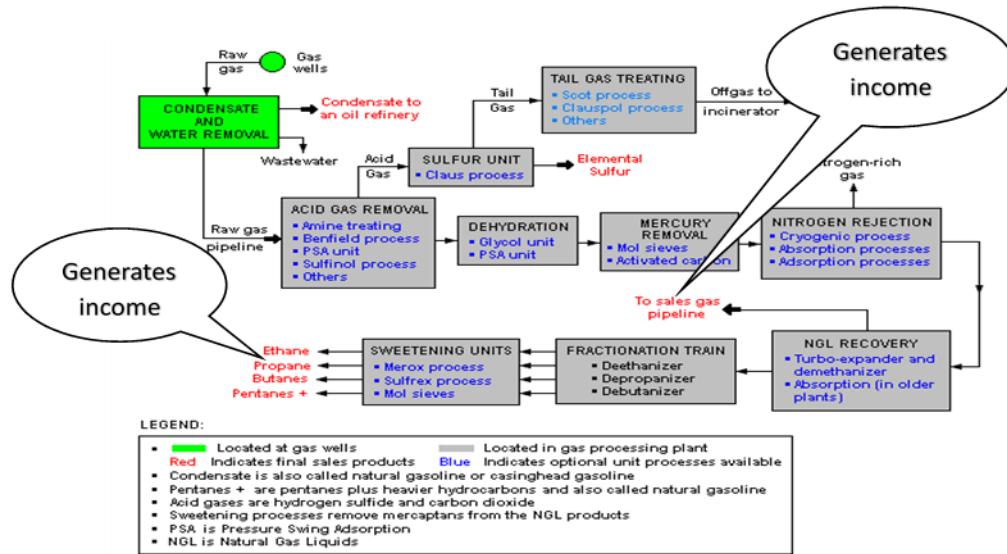 Generates
income
Raw
gas
Gas
wells
CONDENSATE
AND
WATER REMOVAL
Condensate to
an oil refinery
Wastewater
Tail
Gas
TAIL GAS TREATING
▪ Scot process
▪ Clauspol process
▪ Others
Offgas to
incinerator
Acid
Gas
SULFUR UNIT
▪ Claus process
Elemental
Sulfur
gas
Raw gas
pipeline
ACID GAS REMOVAL
▪ Amine treating
▪ Benfield process
▪ PSA unit
▪ Sulfinol process
▪ Others
DEHYDRATION
▪ Glycol unit
▪ PSA unit
MERCURY
REMOVAL
▪ Mol sieves
▪ Activated carbon
NITROGEN REJECTION
▪ Cryogenic process
▪ Absorption processes
▪ Adsorption processes
Generates
income
To sales gas
pipeline
Ethane
Propane
Butanes
Pentanes +
SWEETENING UNITS
▪ Merox process
▪ Sulfrex process
▪ Mol sieves
FRACTIONATION TRAIN
▪ Deethanizer
▪ Depropanizer
▪ Debutanizer
NGL RECOVERY
▪ Turbo-expander and
demethanizer
▪ Absorption (in older
plants)
LEGEND:
▪ Located at gas wells Located in gas processing plant
Red Indicates final sales products Blue Indicates optional unit processes available
▪ Condensate is also called natural gasoline or casinghead gasoline
▪ Pentanes + are pentanes plus heavier hydrocarbons and also called natural gasoline
▪ Acid gases are hydrogen sulfide and carbon dioxide
▪ Sweetening processes remove mercaptans from the NGL products
▪ PSA is Pressure Swing Adsorption
▪ NGL is Natural Gas Liquids